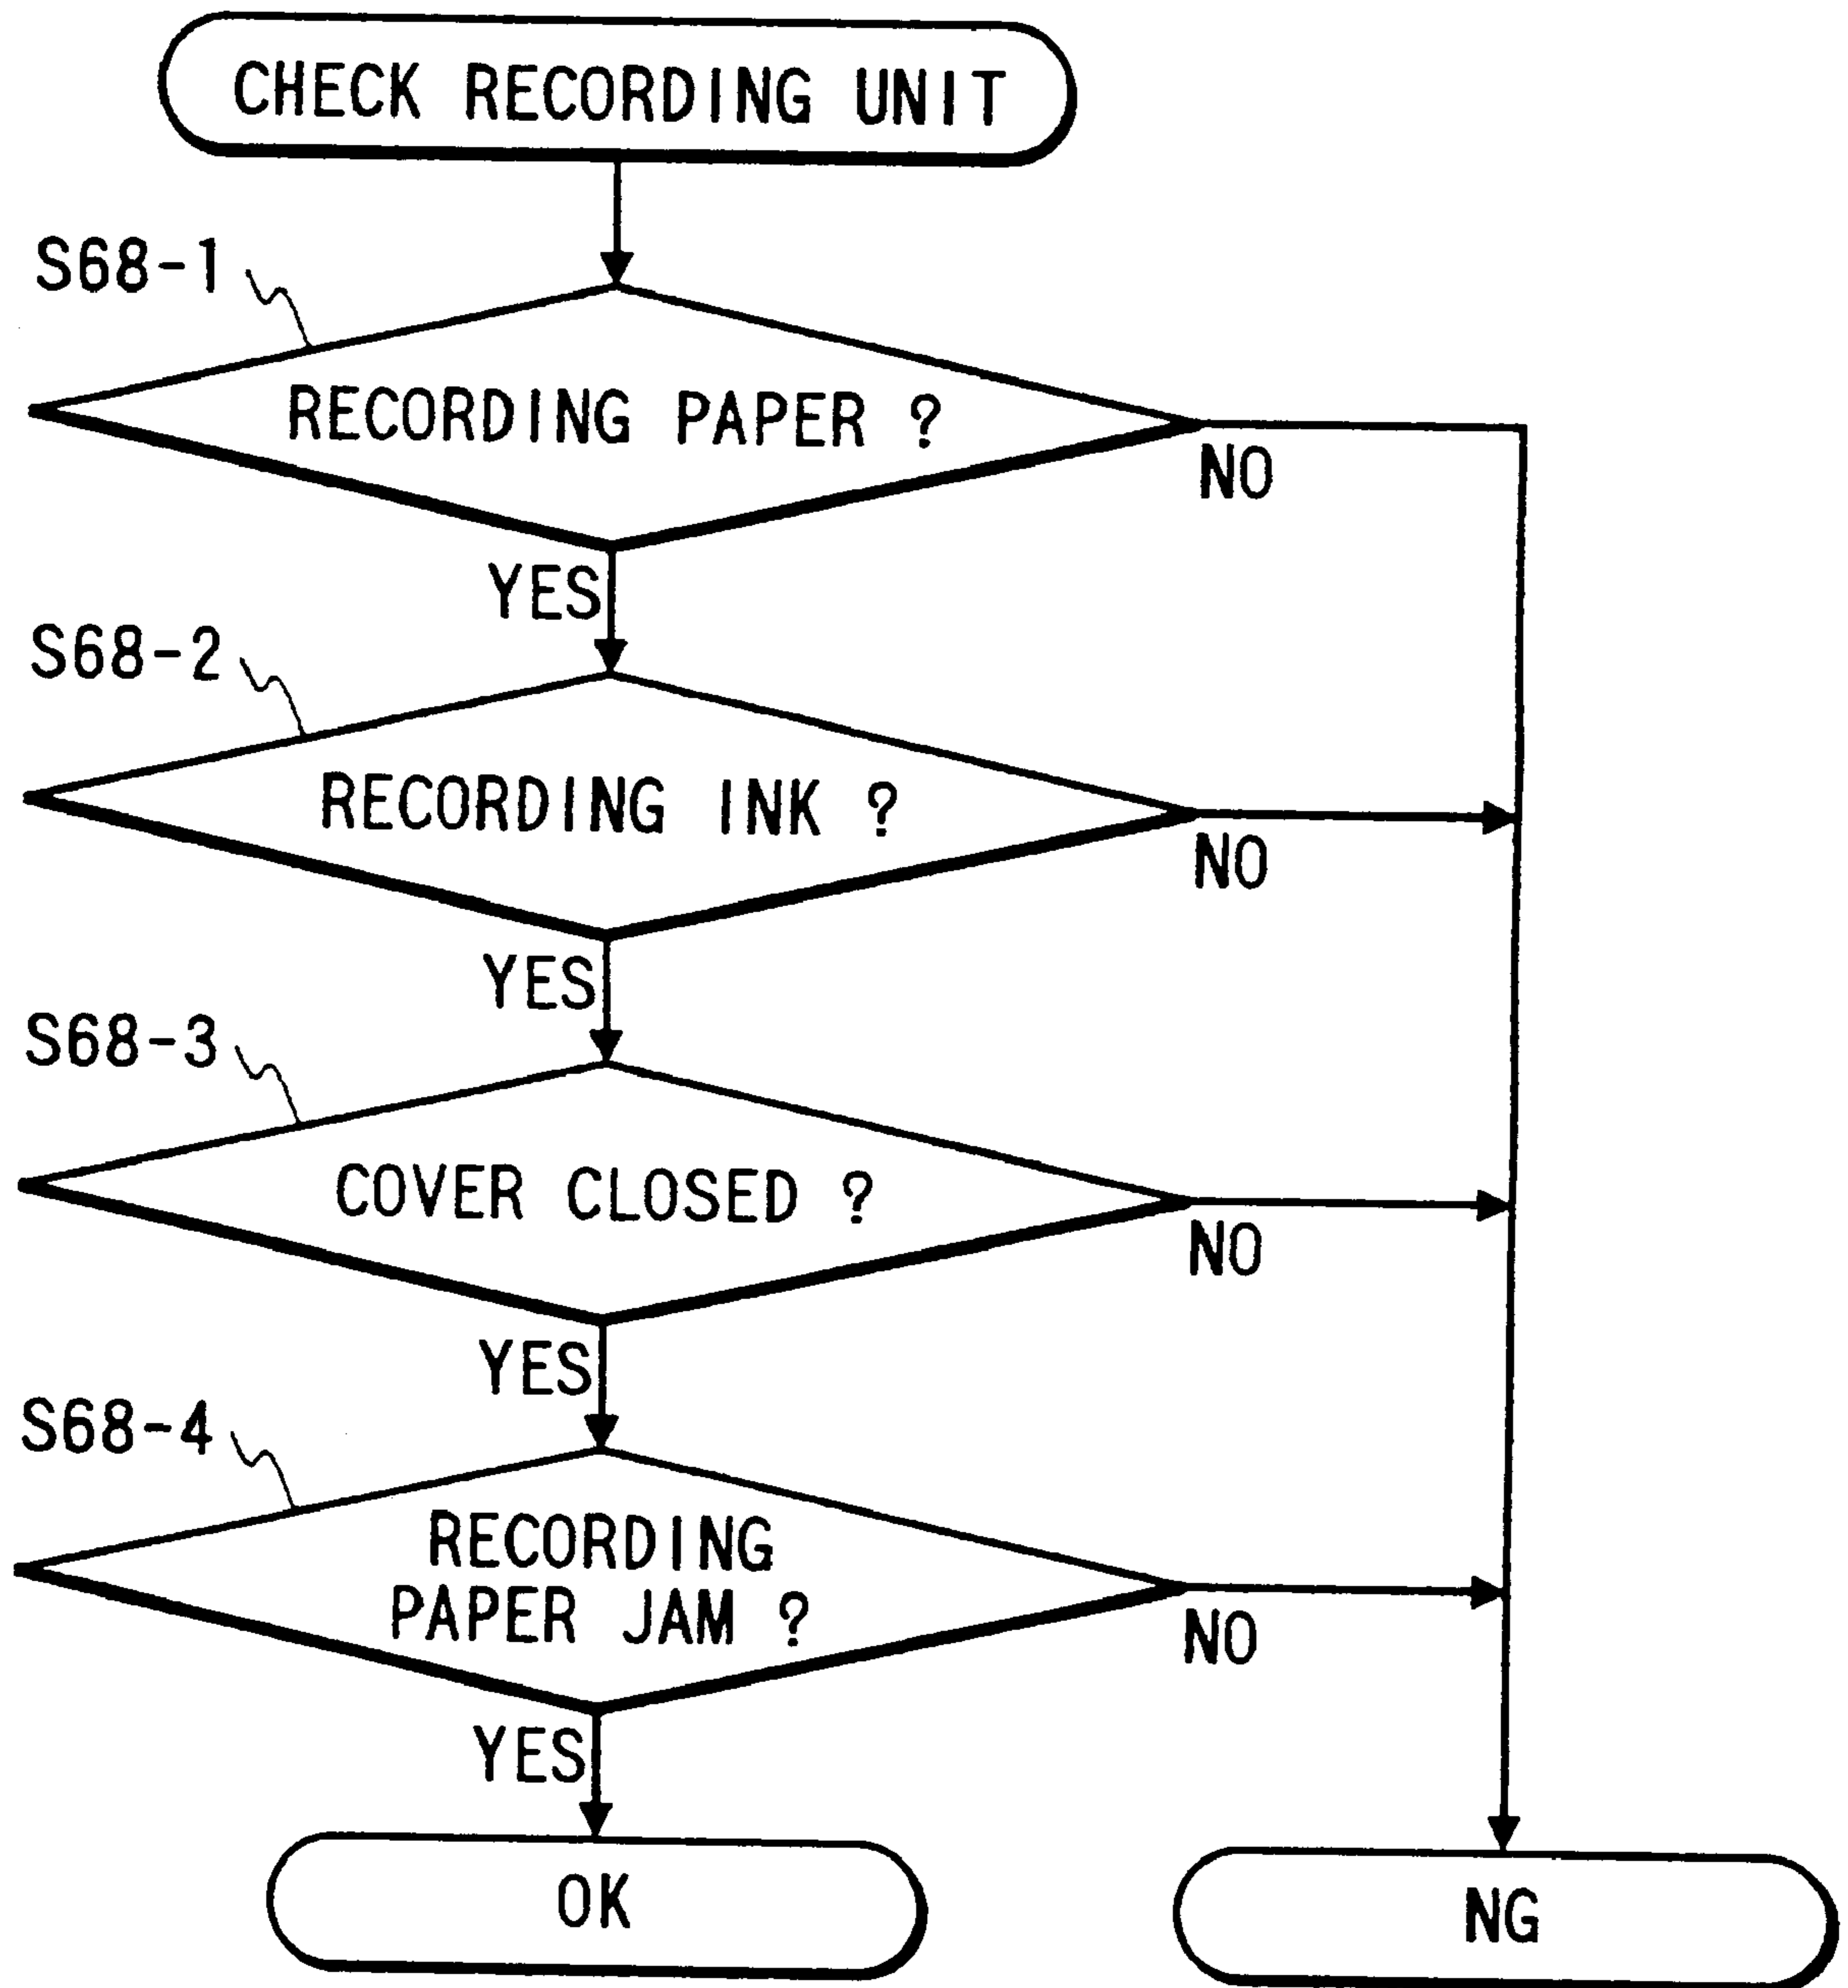 CHECK RECORDING UNIT
S68-1
RECORDING PAPER ?
NO
YES
S68-2
RECORDING INK ?
NO
YES
S68-3
COVER CLOSED ?
NO
YES
S68-4
RECORDING
PAPER JAM ?
NO
YES
OK
NG